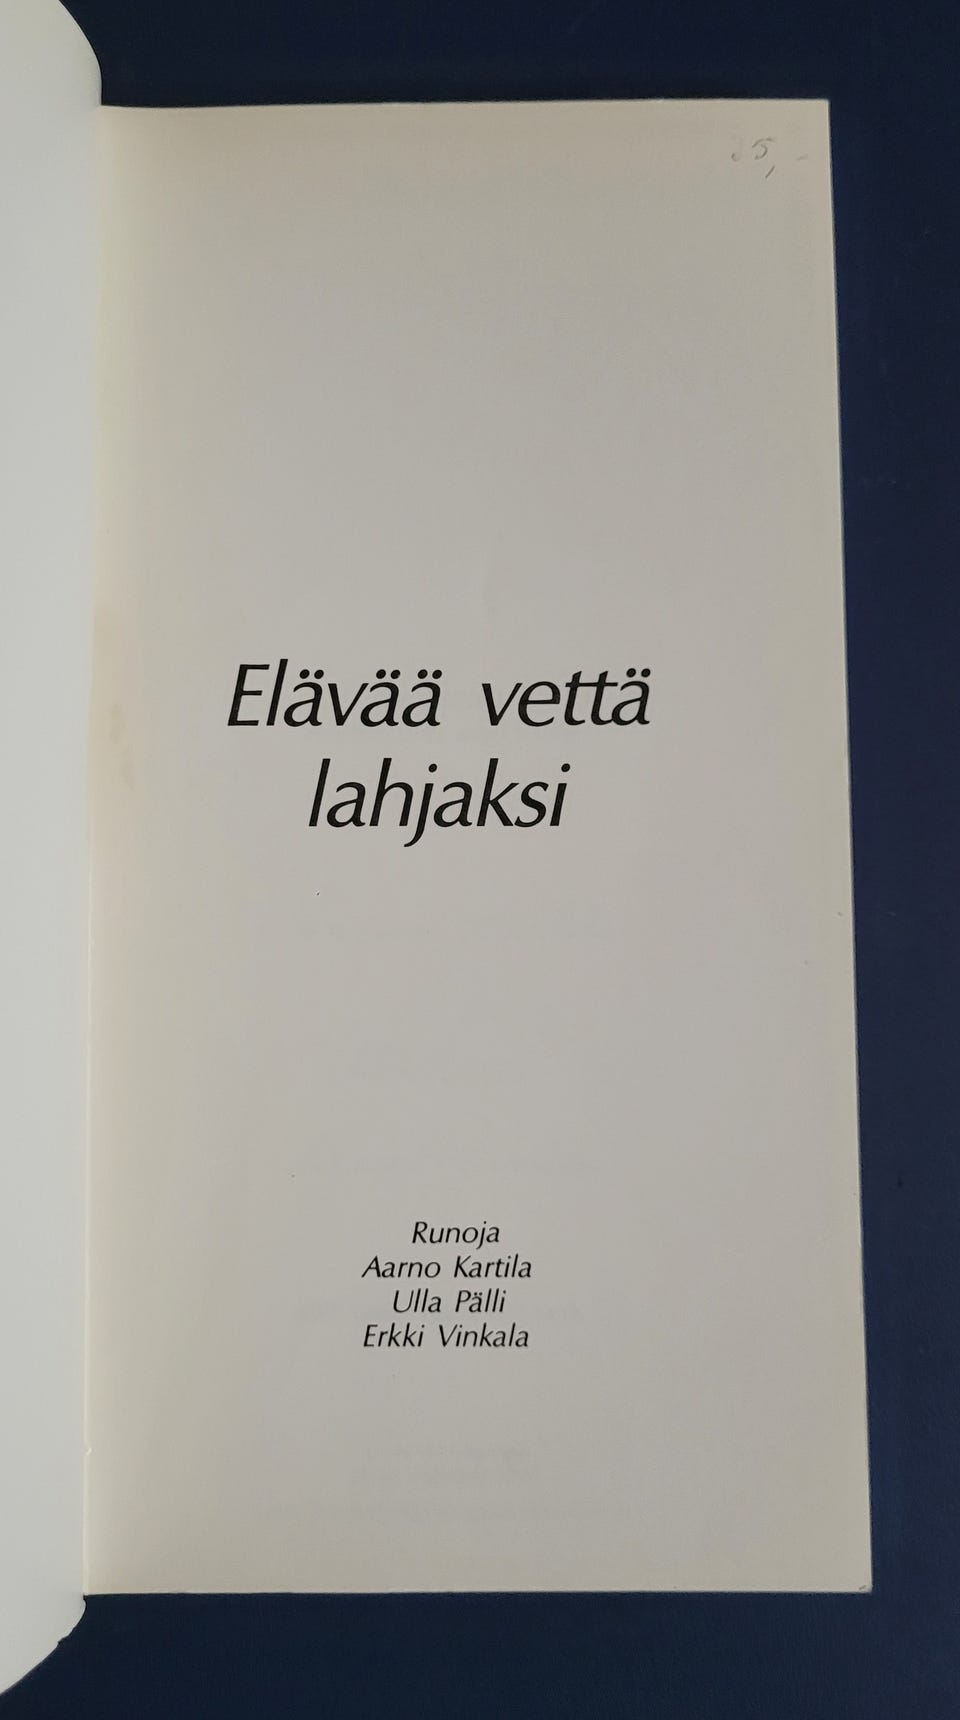 Elävää vettä
lahjaksi
Runoja
Aarno Kartila
Ulla Pälli
Erkki Vinkala